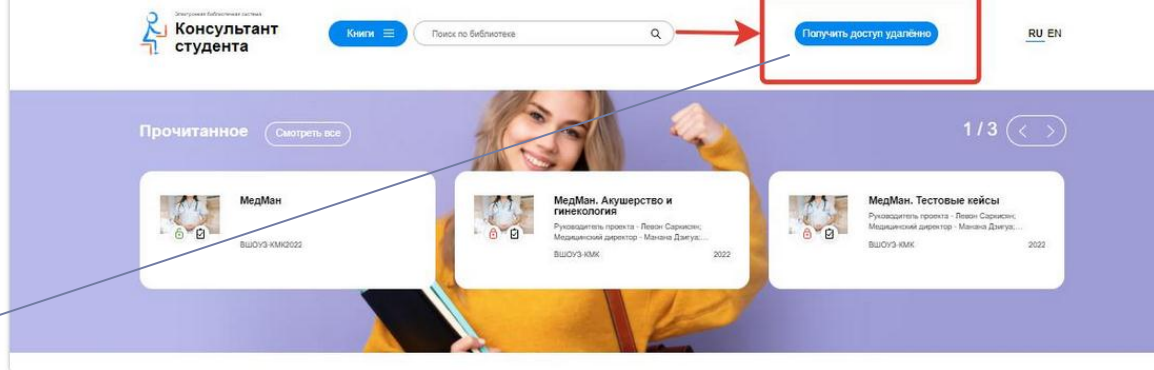 Электронная библиотечная система
Консультант
студента
Книги
Поиск по библиотеке
Получить доступ удалённо
RU EN
Прочитанное
Смотреть все
1 / 3
МедМан
ВШОУЗ-КМК2022
МедМан. Акушерство и
гинекология
Руководитель проекта - Левон Саркисян;
Медицинский директор - Манана Дзигуа;...
ВШОУЗ-КМК 2022
МедМан. Тестовые кейсы
Руководитель проекта - Левон Саркисян;
Медицинский директор - Манана Дзигуа;...
ВШОУЗ-КМК 2022